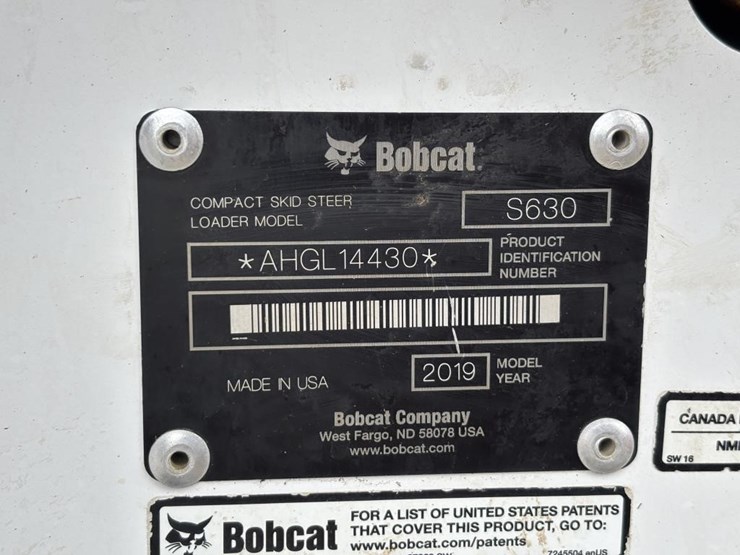 Bobcat.
COMPACT SKID STEER
LOADER MODEL
S630
*AHGL14430*
PRODUCT
IDENTIFICATION
NUMBER
MADE IN USA
2019
MODEL
YEAR
Bobcat Company
West Fargo, ND 58078 USA
www.bobcat.com
CANADA
SW 16
Bobcat
FOR A LIST OF UNITED STATES PATENTS
THAT COVER THIS PRODUCT, GO TO:
www.bobcat.com/patents
7245504 enUS